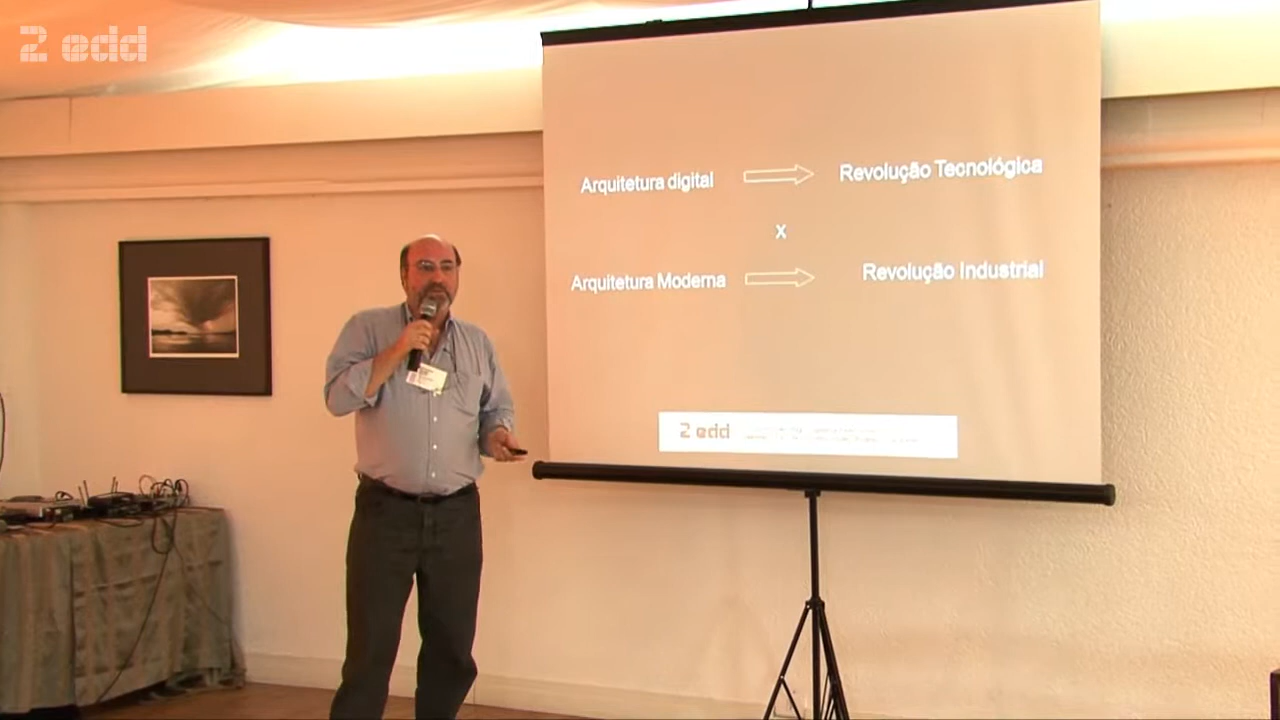 2 edd
Arquitetura digital Revolução Tecnológica
X
Arquitetura Moderna Revolução Industrial
2 edd